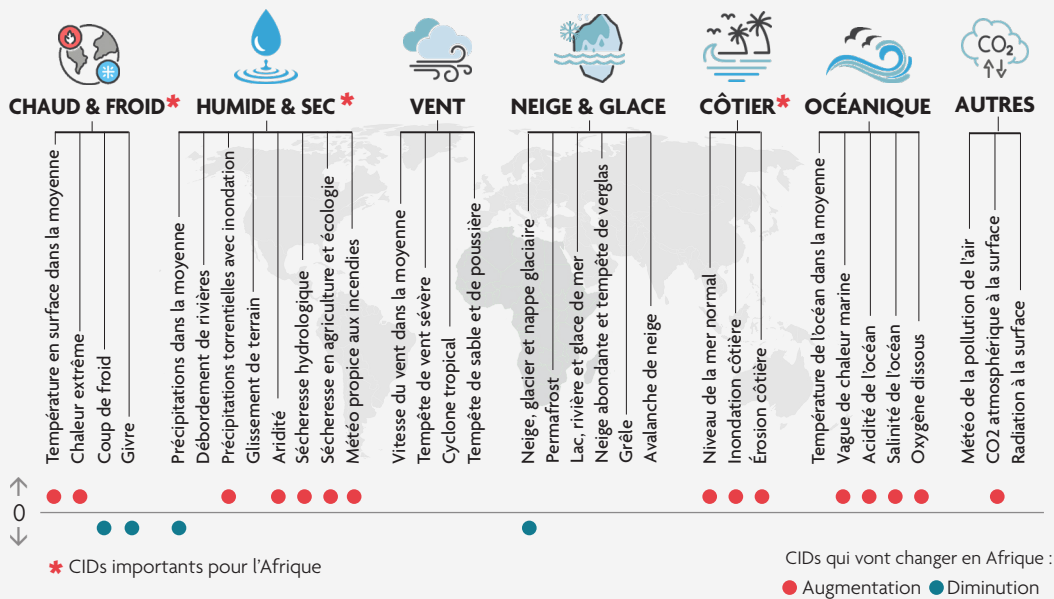 CO₂
CHAUD & FROID*
HUMIDE & SEC *
VENT
NEIGE & GLACE
CÔTIER*
OCÉANIQUE
AUTRES
Température en surface dans la moyenne
Chaleur extrême
Coup de froid
Givre
Précipitations dans la moyenne
Débordement de rivières
Précipitations torrentielles avec inondation
Glissement de terrain
Aridité
Sécheresse hydrologique
Sécheresse en agriculture et écologie
Météo propice aux incendies
Vitesse du vent dans la moyenne
Tempête de vent sévère
Cyclone tropical
Tempête de sable et de poussière
Neige, glacier et nappe glaciaire
Permafrost
Lac, rivière et glace de mer
Neige abondante et tempête de verglas
Grêle
Avalanche de neige
Niveau de la mer normal
Inondation côtière
Érosion côtière
Température de l'océan dans la moyenne
Vague de chaleur marine
Acidité de l'océan
Salinité de l'océan
Oxygène dissous
Météo de la pollution de l'air
CO2 atmosphérique à la surface
Radiation à la surface
0
* CIDs importants pour l'Afrique
CIDs qui vont changer en Afrique :
Augmentation Diminution